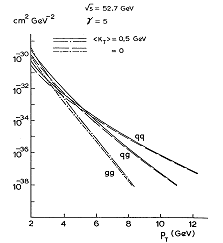 √s = 52.7 GeV
γ = 5
cm² GeV⁻²
<K_T> = 0,5 GeV
= 0
10⁻³⁰
10⁻³²
10⁻³⁴
10⁻³⁶
10⁻³⁸
qq
qg
gg
2 4 6 8 10 12
P_T (GeV)